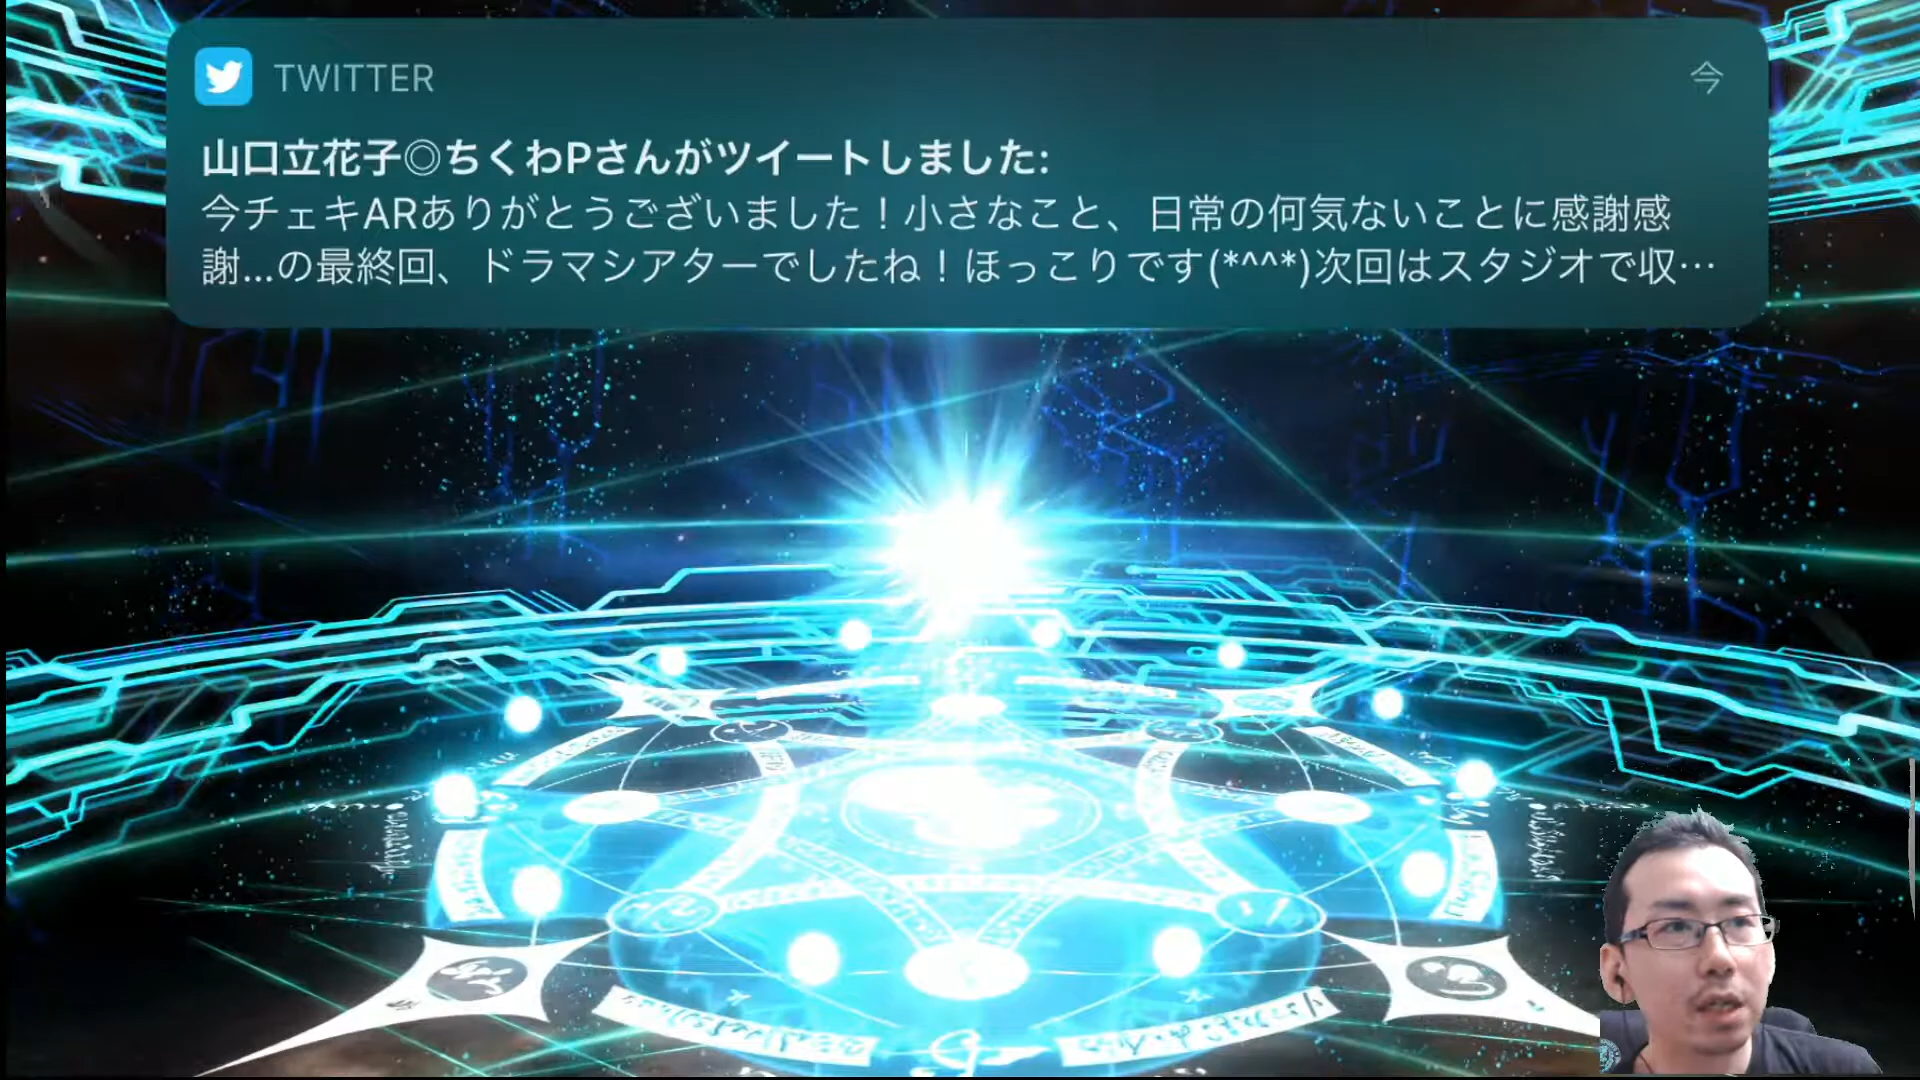 TWITTER
今
山口立花子◎ちくわPさんがツイートしました:
今チェキARありがとうございました！小さなこと、日常の何気ないことに感謝感
謝...の最終回、ドラマシアターでしたね！ほっこりです(*^^*)次回はスタジオで収…